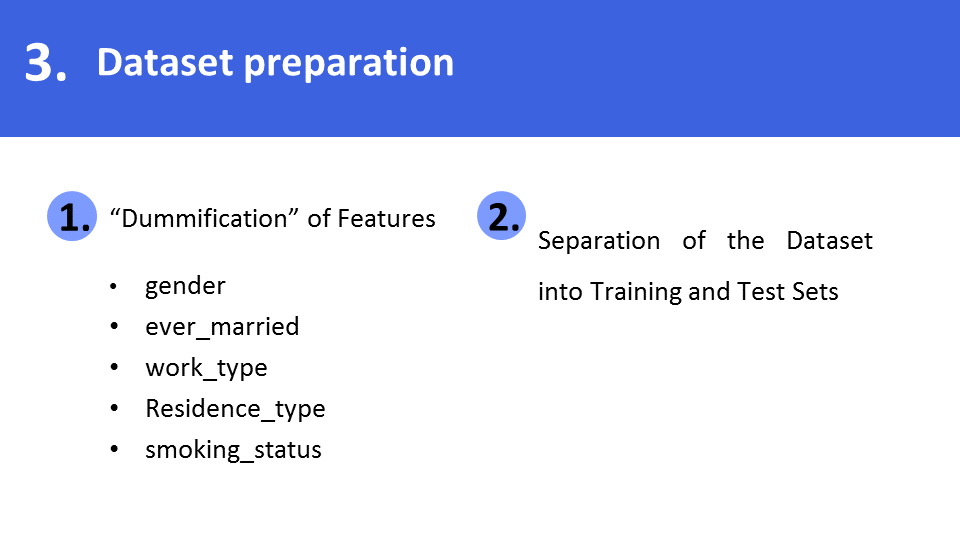 3. Dataset preparation
1. “Dummification” of Features
• gender
• ever_married
• work_type
• Residence_type
• smoking_status
2. Separation of the Dataset
into Training and Test Sets